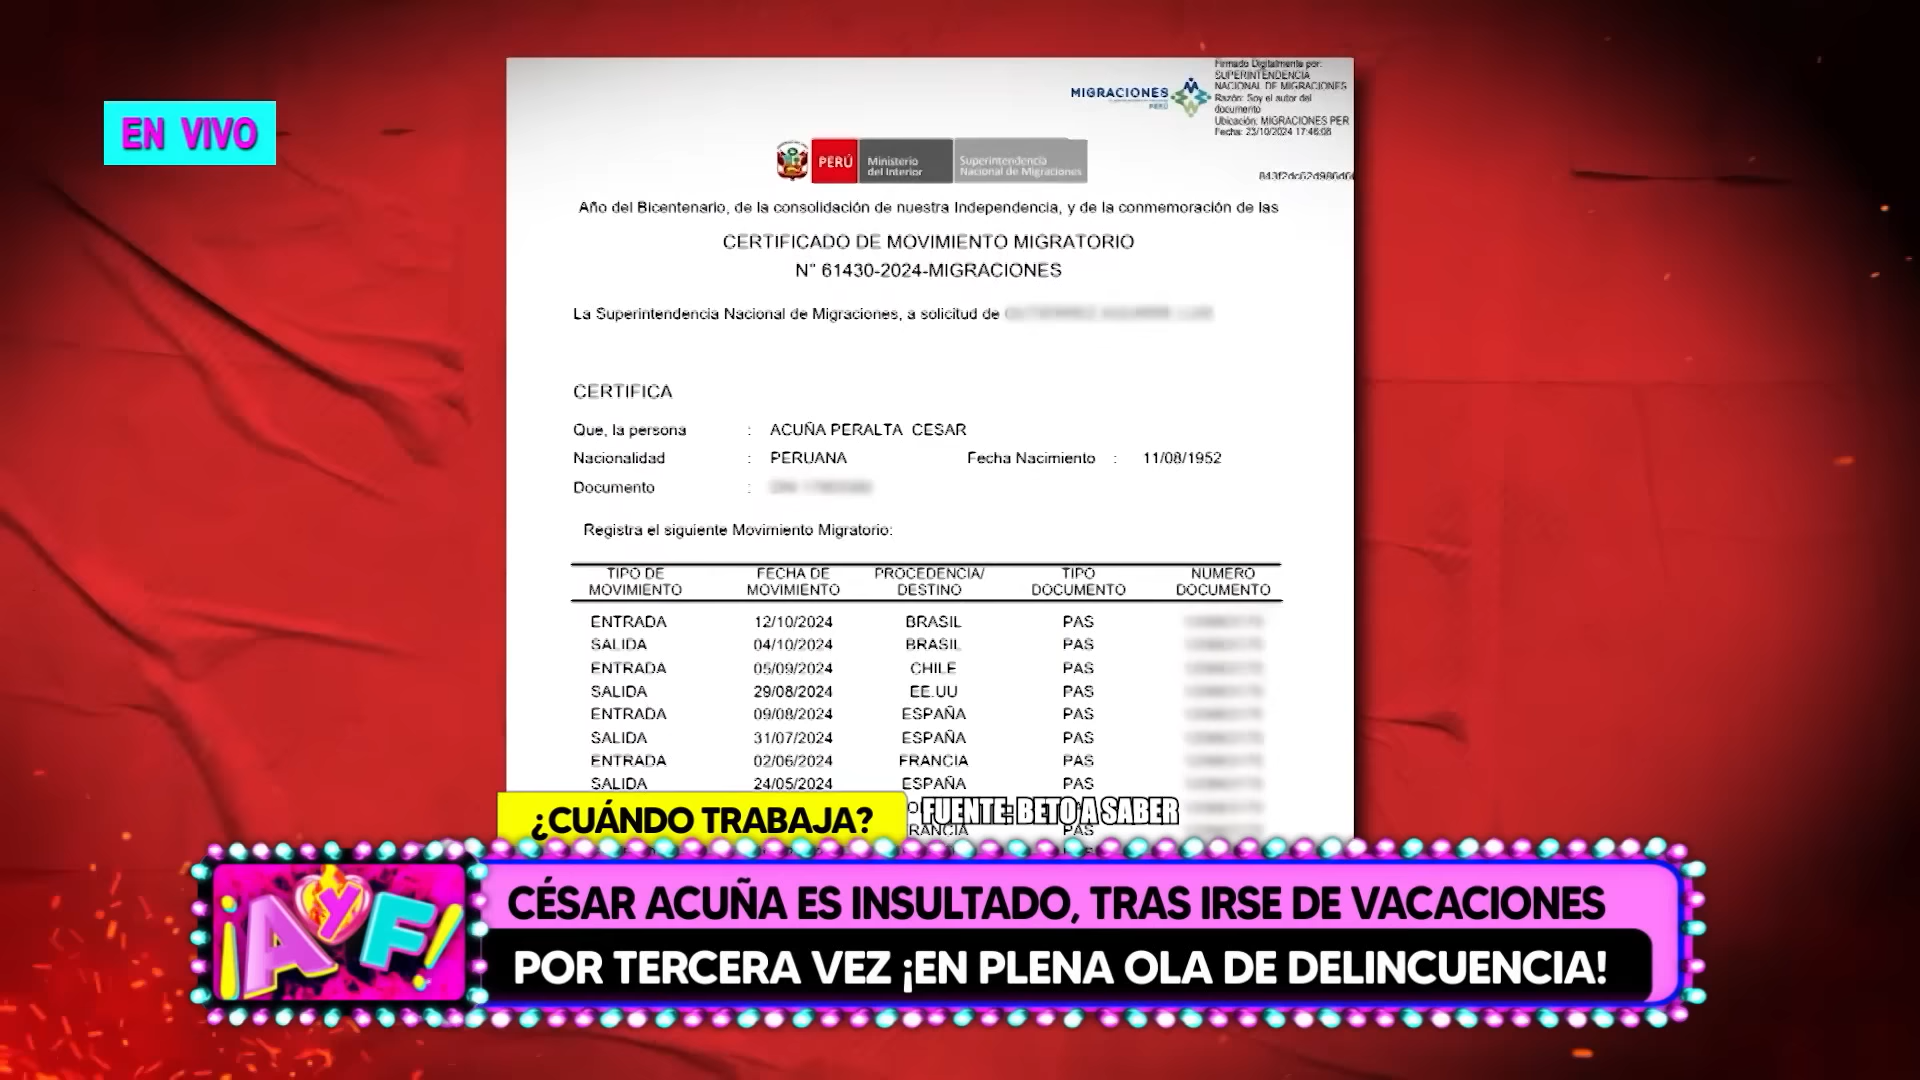 EN VIVO
MIGRACIONES
PERÚ
Firmado Digitalmente por:
SUPERINTENDENCIA
NACIONAL DE MIGRACIONES
Razón: Soy el autor del
documento
Ubicación: MIGRACIONES PER
Fecha: 23/10/2024 17:46:08
PERÚ Ministerio del Interior Superintendencia Nacional de Migraciones
Año del Bicentenario, de la consolidación de nuestra Independencia, y de la conmemoración de las
CERTIFICADO DE MOVIMIENTO MIGRATORIO
N° 61430-2024-MIGRACIONES
La Superintendencia Nacional de Migraciones, a solicitud de
CERTIFICA
Que, la persona : ACUÑA PERALTA CESAR
Nacionalidad : PERUANA Fecha Nacimiento : 11/08/1952
Documento :
Registra el siguiente Movimiento Migratorio:
TIPO DE MOVIMIENTO FECHA DE MOVIMIENTO PROCEDENCIA/ DESTINO TIPO DOCUMENTO NUMERO DOCUMENTO
ENTRADA 12/10/2024 BRASIL PAS
SALIDA 04/10/2024 BRASIL PAS
ENTRADA 05/09/2024 CHILE PAS
SALIDA 29/08/2024 EE.UU PAS
ENTRADA 09/08/2024 ESPAÑA PAS
SALIDA 31/07/2024 ESPAÑA PAS
ENTRADA 02/06/2024 FRANCIA PAS
SALIDA 24/05/2024 ESPAÑA PAS
¿CUÁNDO TRABAJA?
FUENTE: BETO A SABER
RANCIA PAS
¡AYF!
CÉSAR ACUÑA ES INSULTADO, TRAS IRSE DE VACACIONES
POR TERCERA VEZ ¡EN PLENA OLA DE DELINCUENCIA!